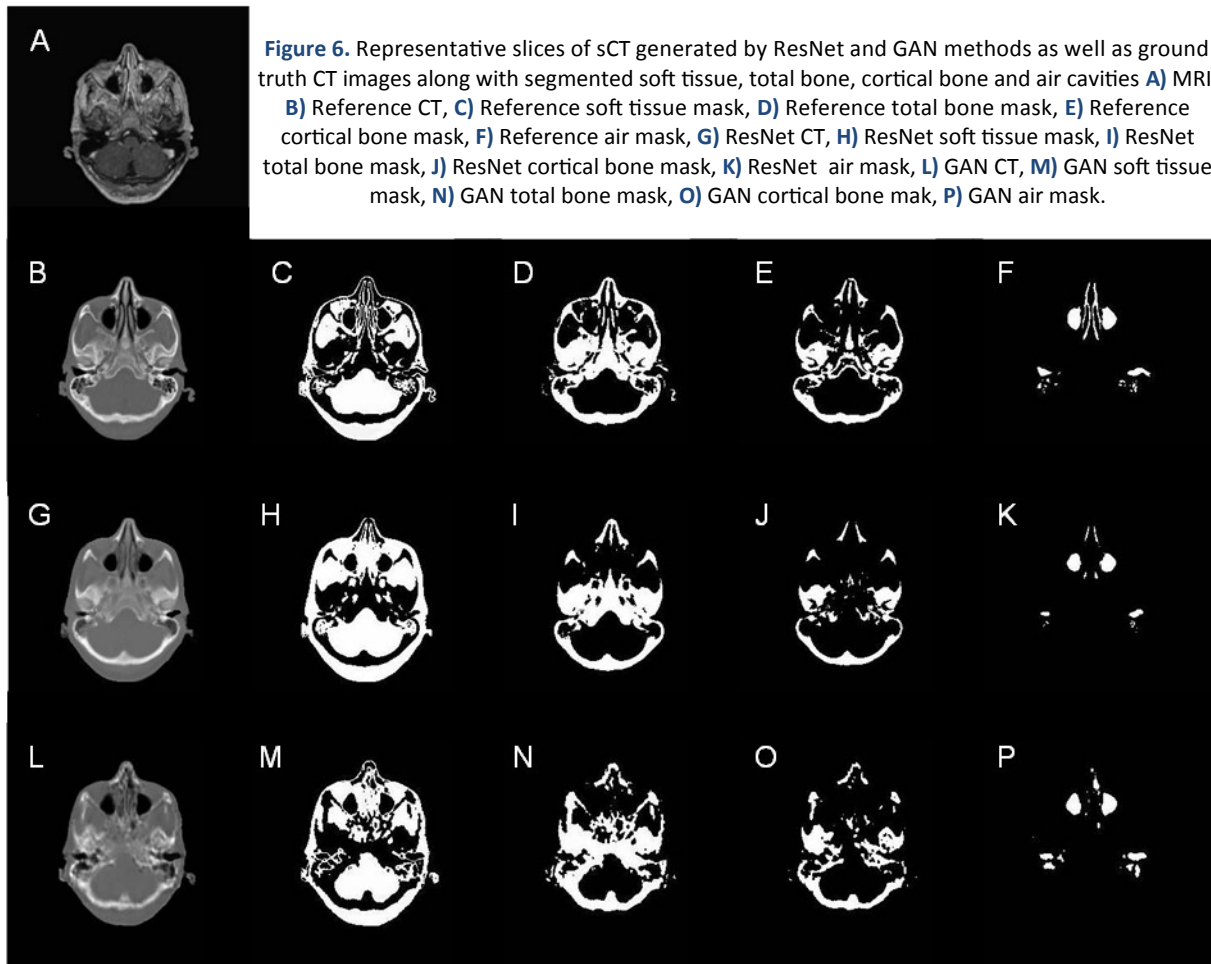 A
Figure 6. Representative slices of sCT generated by ResNet and GAN methods as well as ground
truth CT images along with segmented soft tissue, total bone, cortical bone and air cavities A) MRI
B) Reference CT, C) Reference soft tissue mask, D) Reference total bone mask, E) Reference
cortical bone mask, F) Reference air mask, G) ResNet CT, H) ResNet soft tissue mask, I) ResNet
total bone mask, J) ResNet cortical bone mask, K) ResNet air mask, L) GAN CT, M) GAN soft tissue
mask, N) GAN total bone mask, O) GAN cortical bone mak, P) GAN air mask.
B C D E F
G H I J K
L M N O P